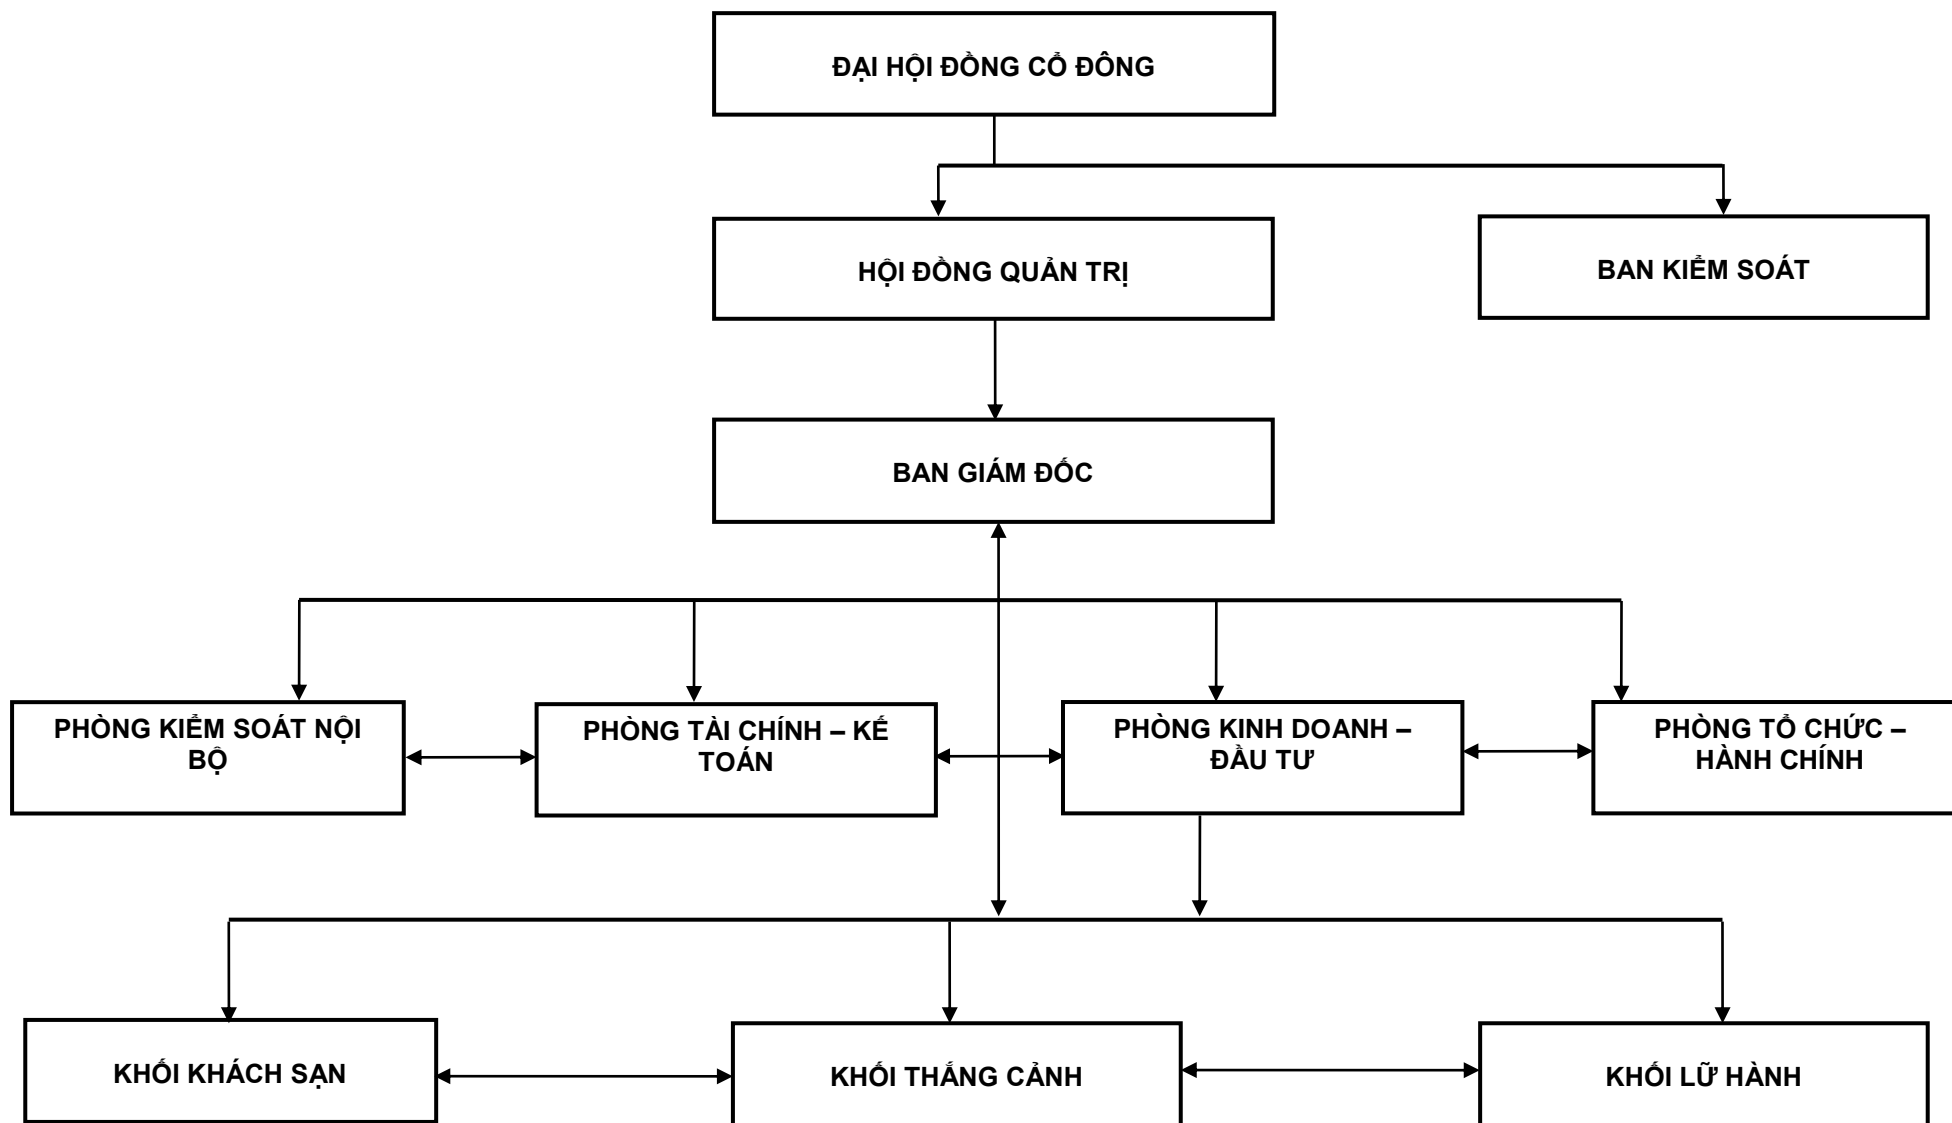 ĐẠI HỘI ĐỒNG CỔ ĐÔNG
HỘI ĐỒNG QUẢN TRỊ
BAN KIỂM SOÁT
BAN GIÁM ĐỐC
PHÒNG KIỂM SOÁT NỘI
BỘ
PHÒNG TÀI CHÍNH – KẾ
TOÁN
PHÒNG KINH DOANH –
ĐẦU TƯ
PHÒNG TỔ CHỨC –
HÀNH CHÍNH
KHỐI KHÁCH SẠN
KHỐI THẮNG CẢNH
KHỐI LỮ HÀNH